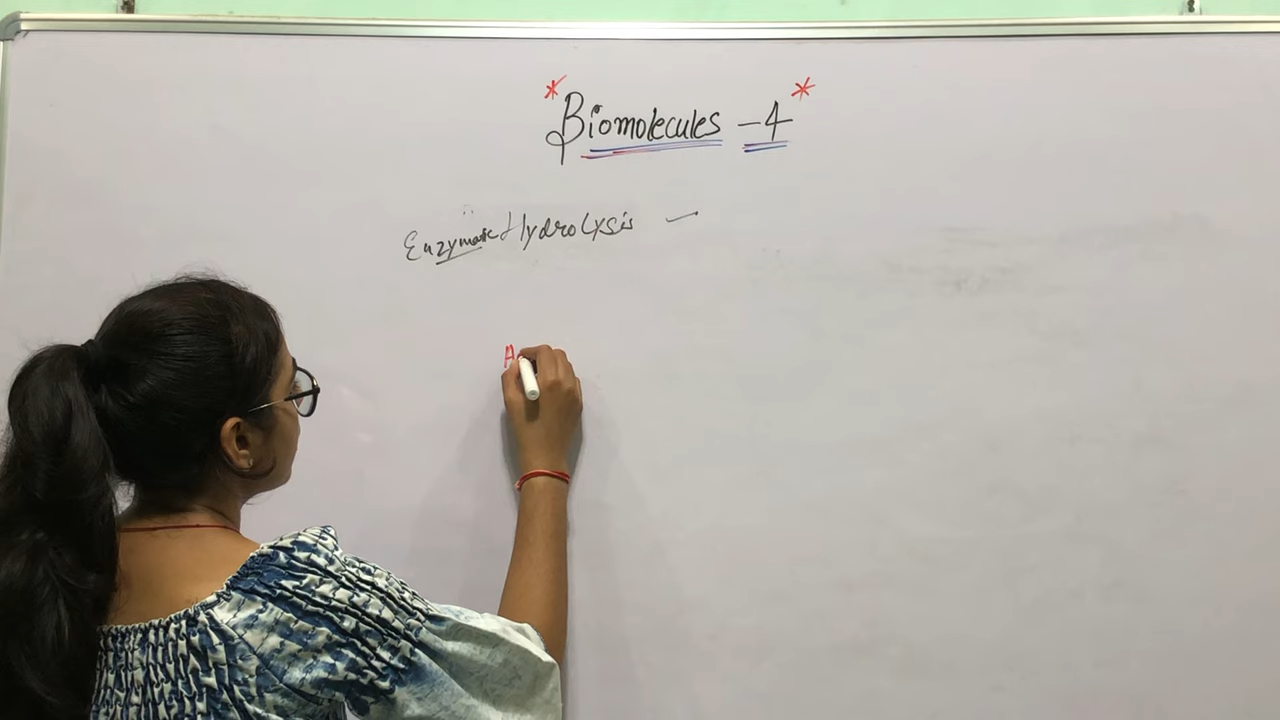 * Biomolecules - 4 *
Enzymatic Hydrolysis -
A